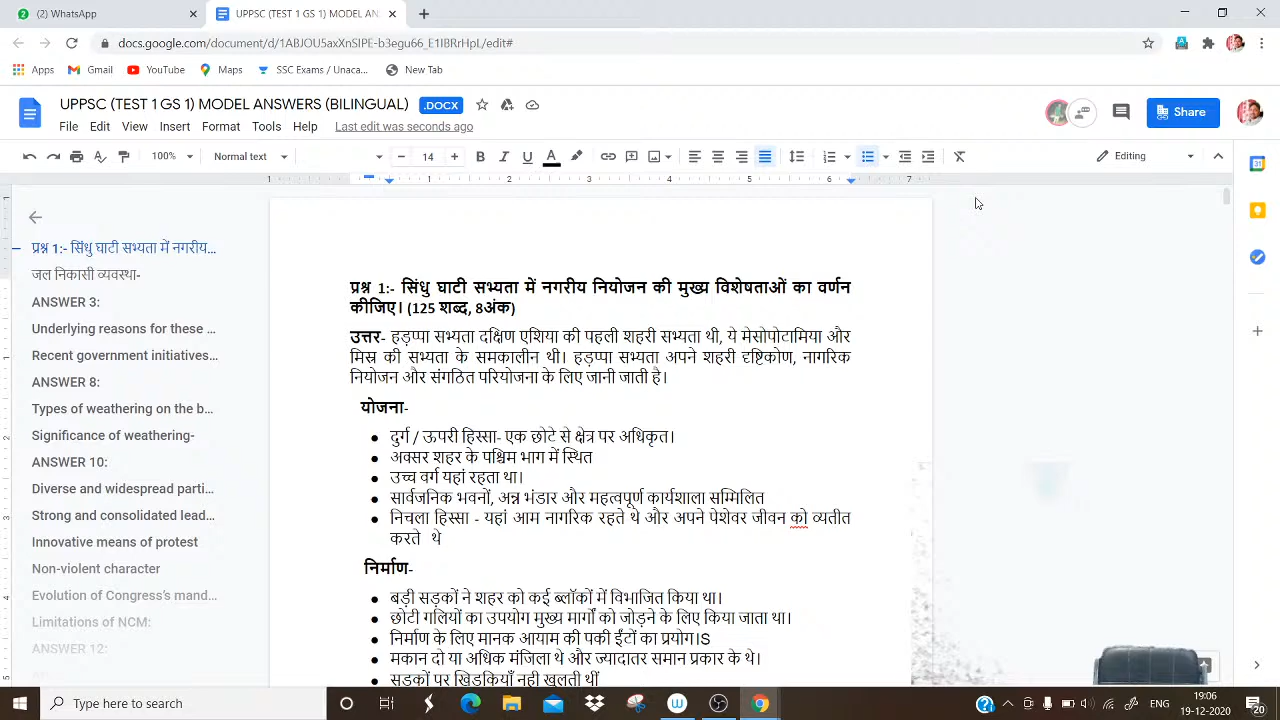 (2) WhatsApp
UPPSC (TEST 1 GS 1) MODEL AN
docs.google.com/document/d/1ABJOU5axXnSIPE-b3egu66_E1IBRrHpL/edit#
Apps Gmail YouTube Maps SSC Exams / Unaca... New Tab
UPPSC (TEST 1 GS 1) MODEL ANSWERS (BILINGUAL) .DOCX
Share
File Edit View Insert Format Tools Help Last edit was seconds ago
100% Normal text 14 B I U A Editing
1 1 2 3 4 5 6 7
प्रश्न 1:- सिंधु घाटी सभ्यता में नगरीय...
जल निकासी व्यवस्था-
ANSWER 3:
Underlying reasons for these ...
Recent government initiatives...
ANSWER 8:
Types of weathering on the b...
Significance of weathering-
ANSWER 10:
Diverse and widespread parti...
Strong and consolidated lead...
Innovative means of protest
Non-violent character
Evolution of Congress's mand...
Limitations of NCM:
ANSWER 12:
प्रश्न 1:- सिंधु घाटी सभ्यता में नगरीय नियोजन की मुख्य विशेषताओं का वर्णन
कीजिए। (125 शब्द, 8अंक)
उत्तर- हड़प्पा सभ्यता दक्षिण एशिया की पहली शहरी सभ्यता थी, ये मेसोपोटामिया और
मिस्र की सभ्यता के समकालीन थी। हड़प्पा सभ्यता अपने शहरी दृष्टिकोण, नागरिक
नियोजन और संगठित परियोजना के लिए जानी जाती है।
योजना-
● दुर्ग / ऊपरी हिस्सा- एक छोटे से क्षेत्र पर अधिकृत।
● अक्सर शहर के पश्चिम भाग में स्थित
● उच्च वर्ग यहां रहता था।
● सार्वजनिक भवनों, अन्न भंडार और महत्वपूर्ण कार्यशाला सम्मिलित
● निचला हिस्सा - यहां आम नागरिक रहते थे और अपने पेशेवर जीवन को व्यतीत
करते थे
निर्माण-
● बड़ी सड़कों ने शहर को कई ब्लॉकों में विभाजित किया था।
● छोटी गलियों का उपयोग मुख्य मार्गों को जोड़ने के लिए किया जाता था।
● निर्माण के लिए मानक आयाम की पकी ईंटों का प्रयोग।S
● मकान दो या अधिक मंजिला थे और ज्यादातर समान प्रकार के थे।
● सड़कों पर खिड़कियाँ नही खुलती थीं
Type here to search
19:06
19-12-2020
20